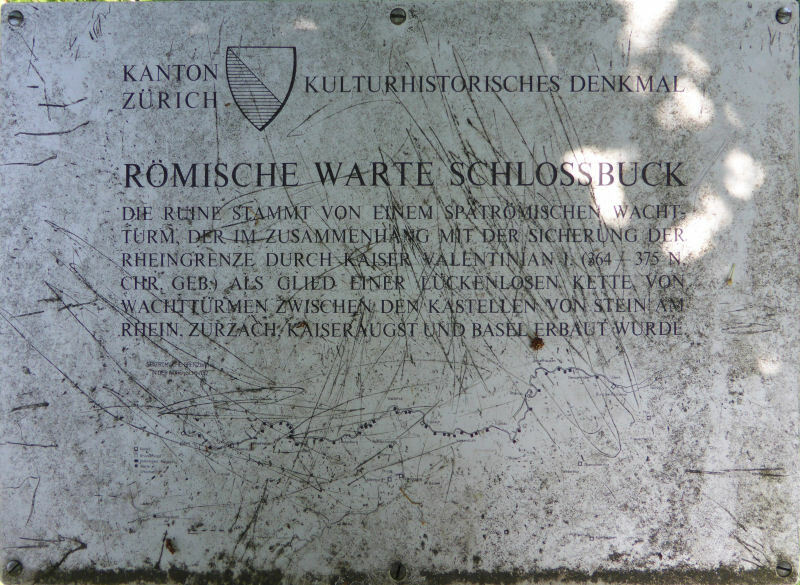 KANTON ZÜRICH
KULTURHISTORISCHES DENKMAL
RÖMISCHE WARTE SCHLOSSBUCK
DIE RUINE STAMMT VON EINEM SPÄTRÖMISCHEN WACHT-
TURM, DER IM ZUSAMMENHANG MIT DER SICHERUNG DER
RHEINGRENZE DURCH KAISER VALENTINIAN I. (364 – 375 N.
CHR. GEB.) ALS GLIED EINER LÜCKENLOSEN KETTE VON
WACHTTÜRMEN ZWISCHEN DEN KASTELLEN VON STEIN AM
RHEIN, ZURZACH, KAISERAUGST UND BASEL ERBAUT WURDE